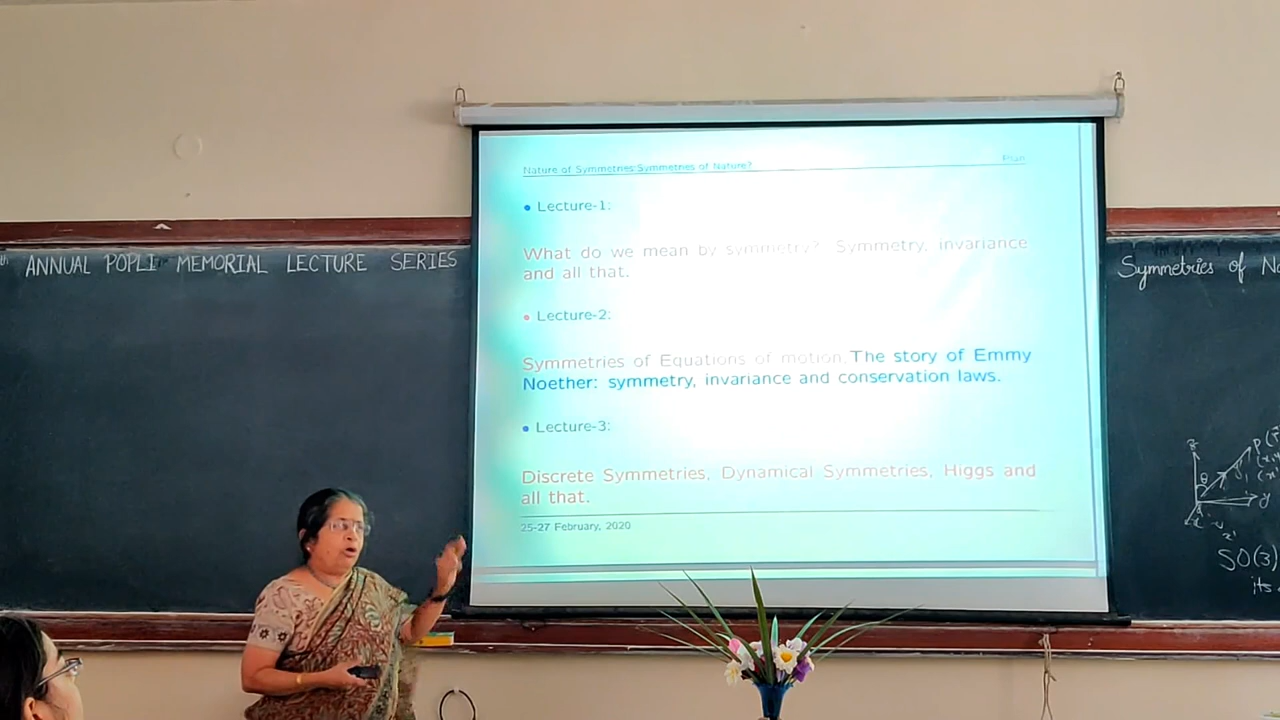 th ANNUAL POPLI MEMORIAL LECTURE SERIES
Nature of Symmetries:Symmetries of Nature?
Plan
• Lecture-1:
What do we mean by symmetry? Symmetry, invariance
and all that.
• Lecture-2:
Symmetries of Equations of motion.The story of Emmy
Noether: symmetry, invariance and conservation laws.
• Lecture-3:
Discrete Symmetries, Dynamical Symmetries, Higgs and
all that.
25-27 February, 2020
Symmetries of
SO(3)
its